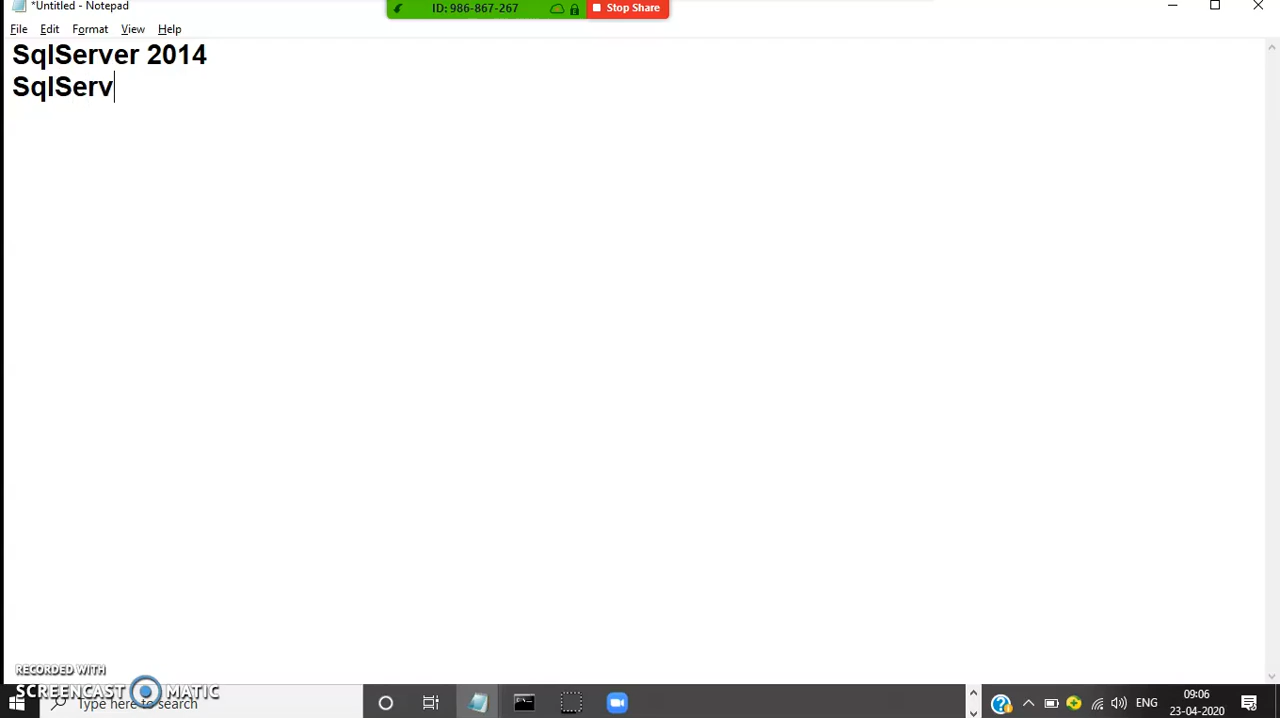 *Untitled - Notepad
ID: 986-867-267
Stop Share
File Edit Format View Help
SqlServer 2014
SqlServ
RECORDED WITH
SCREENCAST MATIC
Type here to search
ENG
09:06
23-04-2020